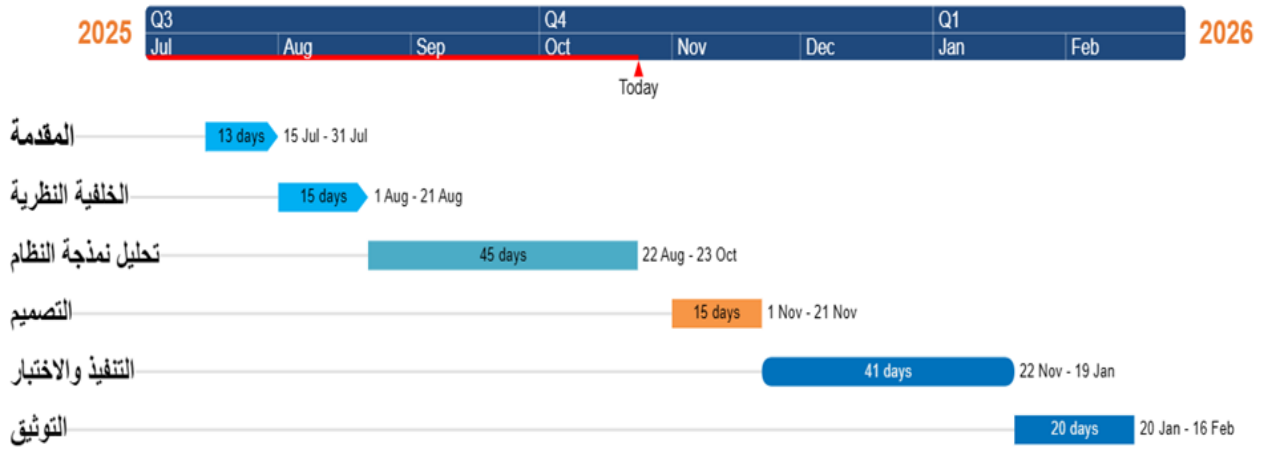 2025 Q3 Q4 Q1 2026
Jul Aug Sep Oct Nov Dec Jan Feb
Today
المقدمة 13 days 15 Jul - 31 Jul
الخلفية النظرية 15 days 1 Aug - 21 Aug
تحليل نمذجة النظام 45 days 22 Aug - 23 Oct
التصميم 15 days 1 Nov - 21 Nov
التنفيذ والاختبار 41 days 22 Nov - 19 Jan
التوثيق 20 days 20 Jan - 16 Feb